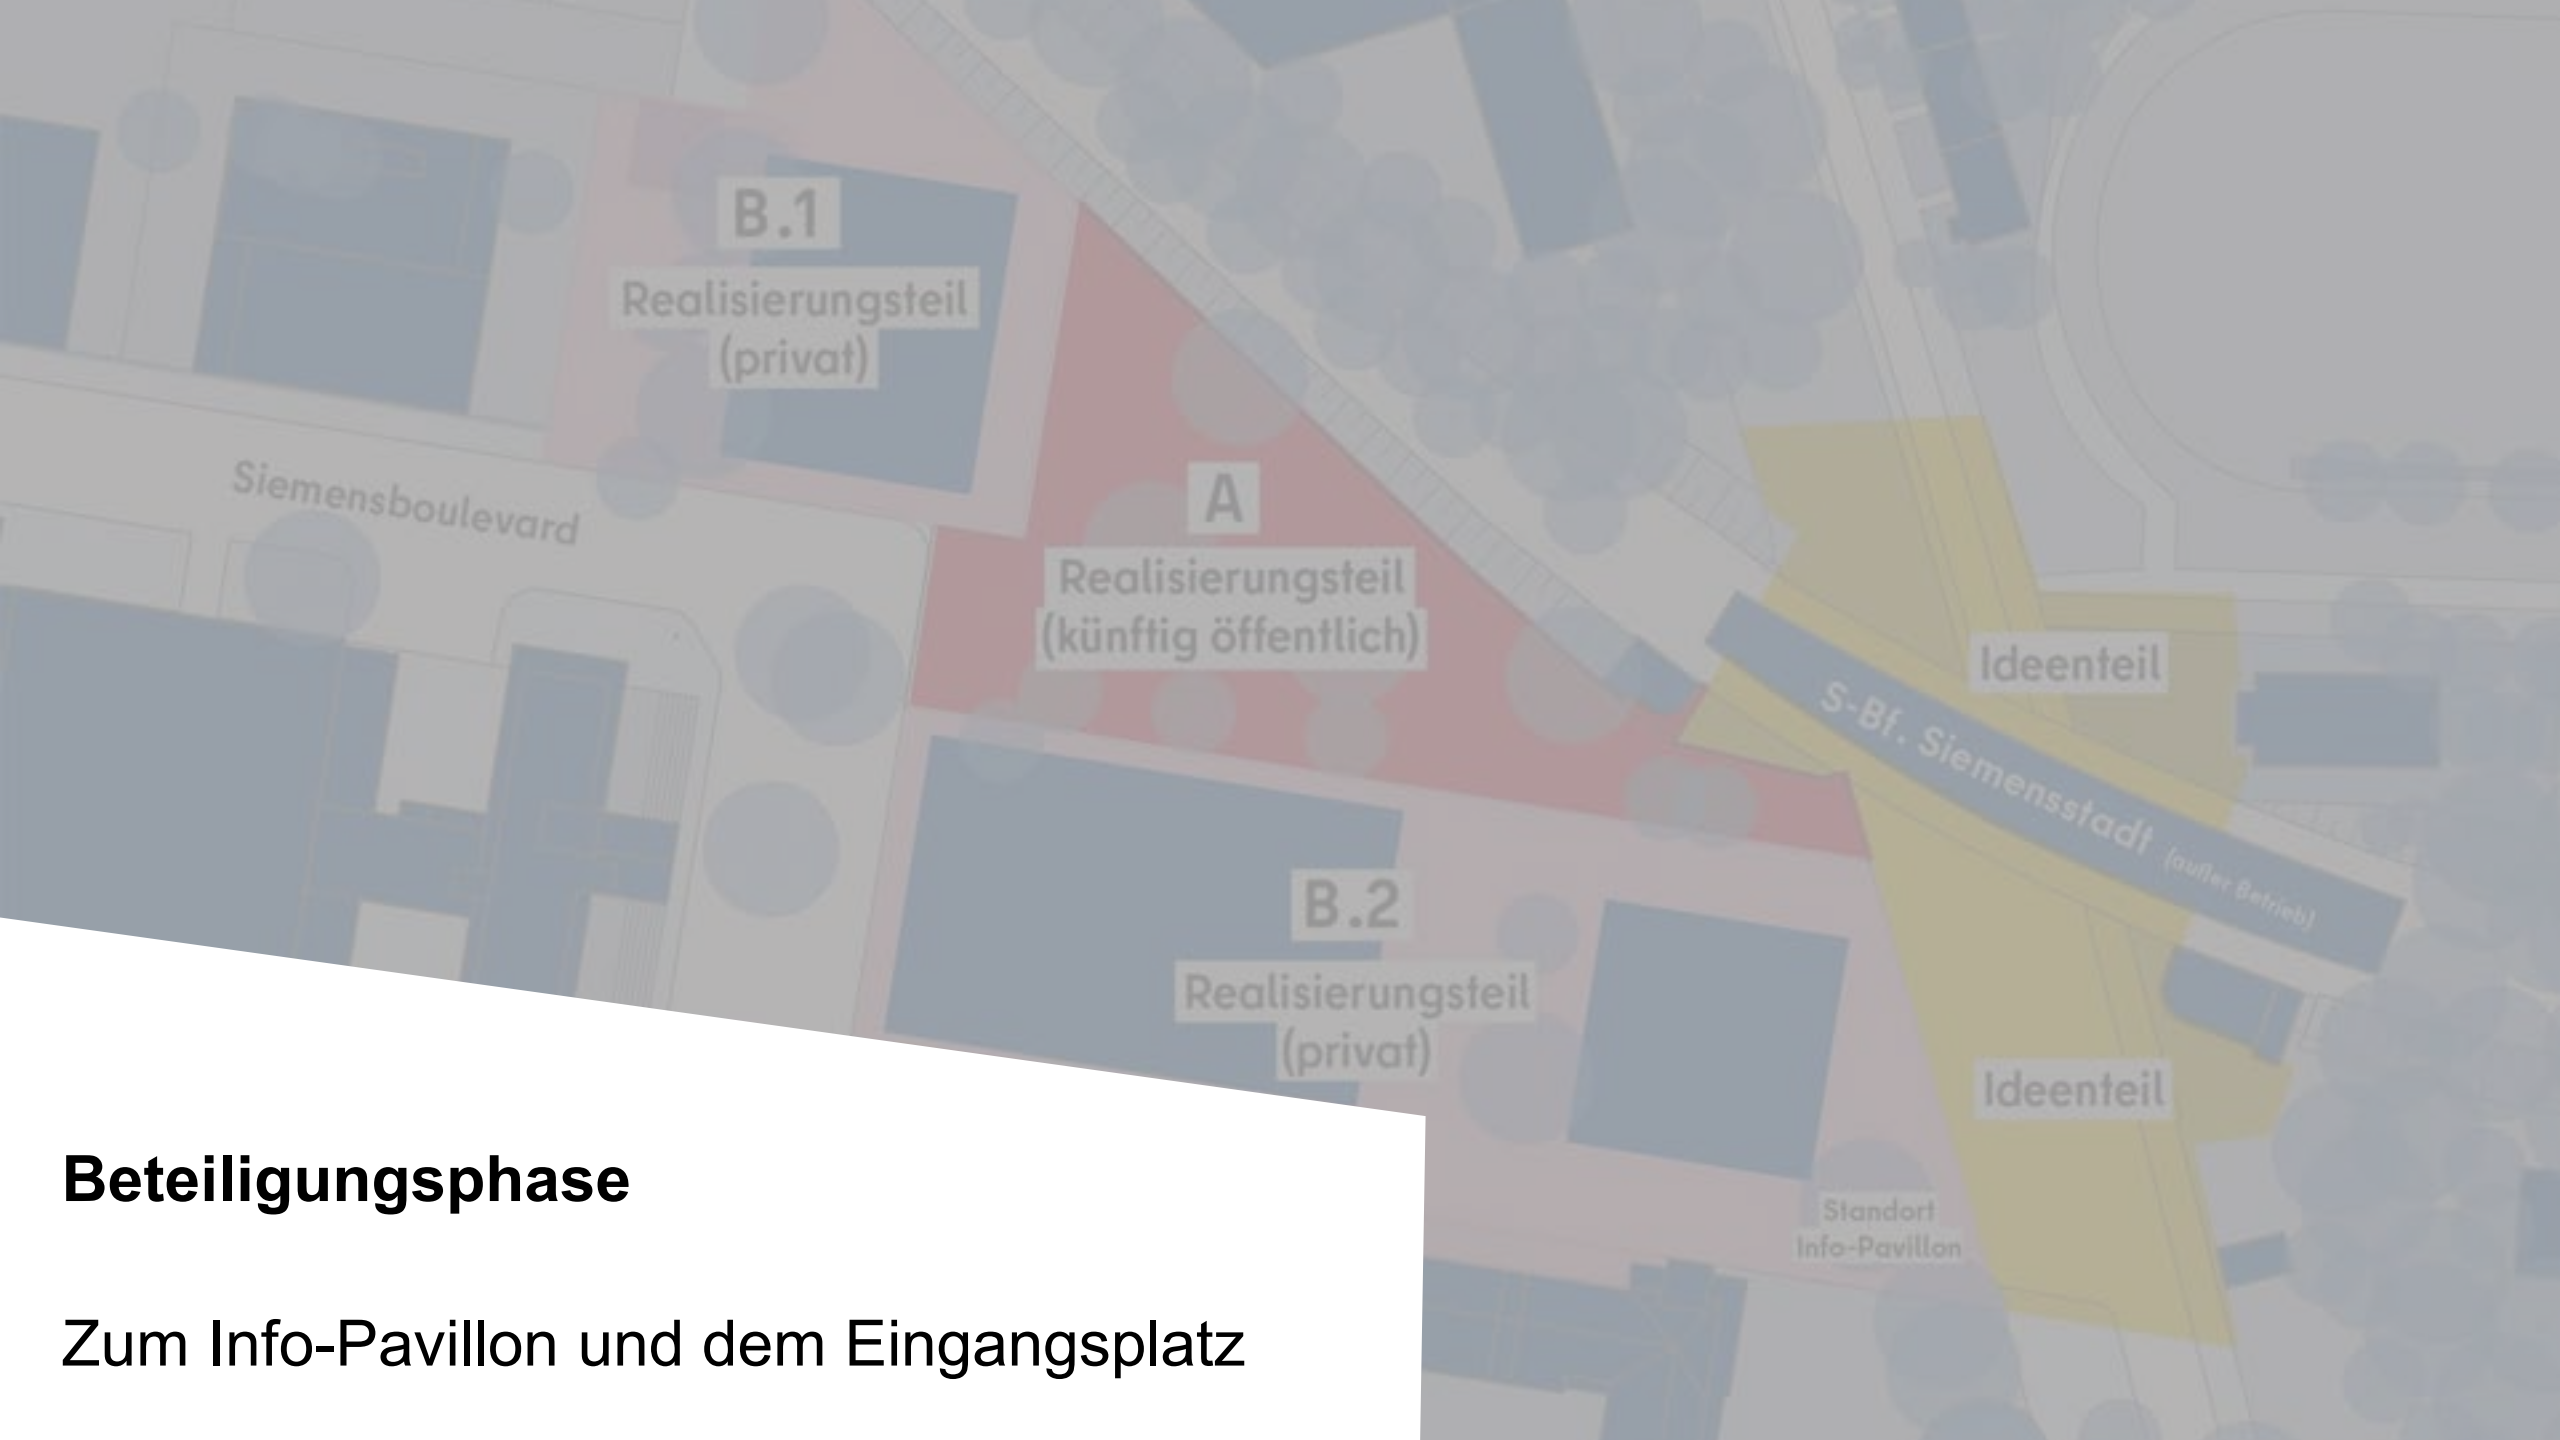 B.1
Realisierungsteil
(privat)
Siemensboulevard
A
Realisierungsteil
(künftig öffentlich)
Ideenteil
S-Bf. Siemensstadt (außer Betrieb)
B.2
Realisierungsteil
(privat)
Ideenteil
Standort
Info-Pavillon
Beteiligungsphase
Zum Info-Pavillon und dem Eingangsplatz